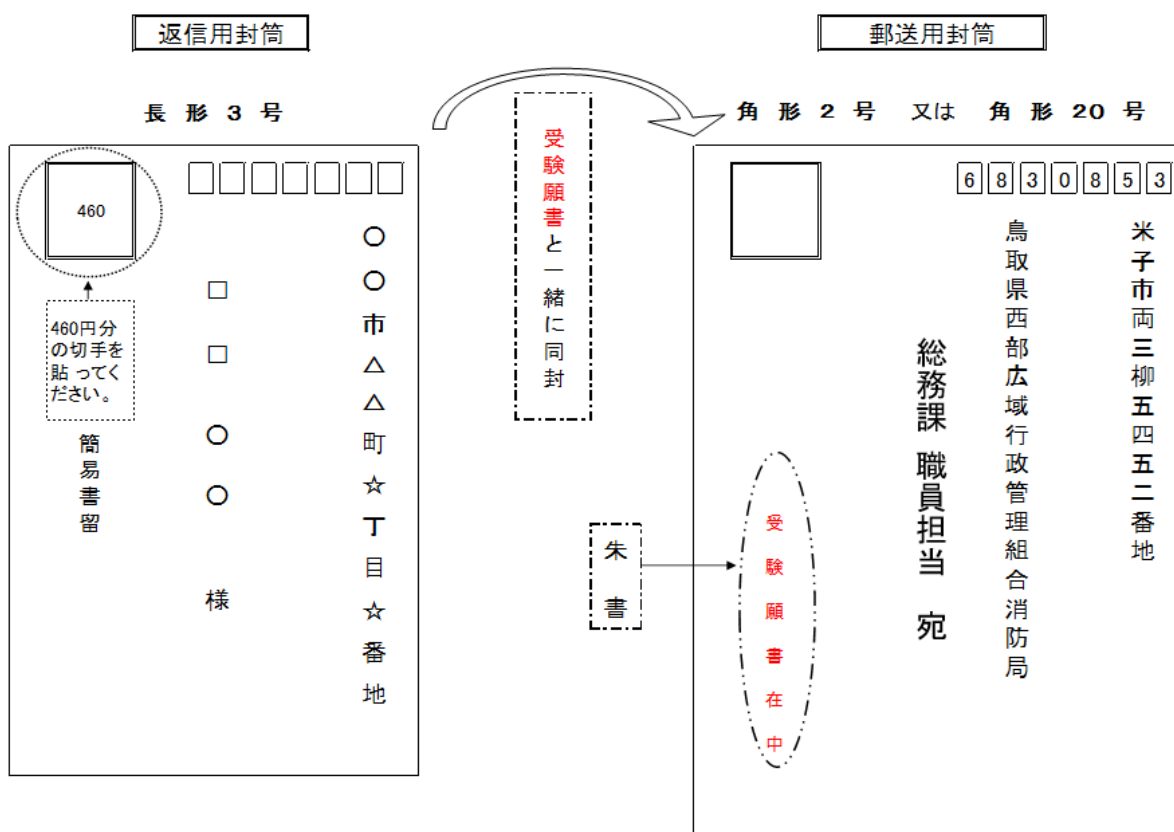 返信用封筒
長形3号
460
460円分
の切手を
貼ってく
ださい。
簡易書留
○○市△△町☆丁目☆番地
□□○○様
受験願書と一緒に同封
朱書
郵送用封筒
角形2号 又は 角形20号
6830853
米子市両三柳五四五二番地
鳥取県西部広域行政管理組合消防局
総務課 職員担当 宛
受験願書在中